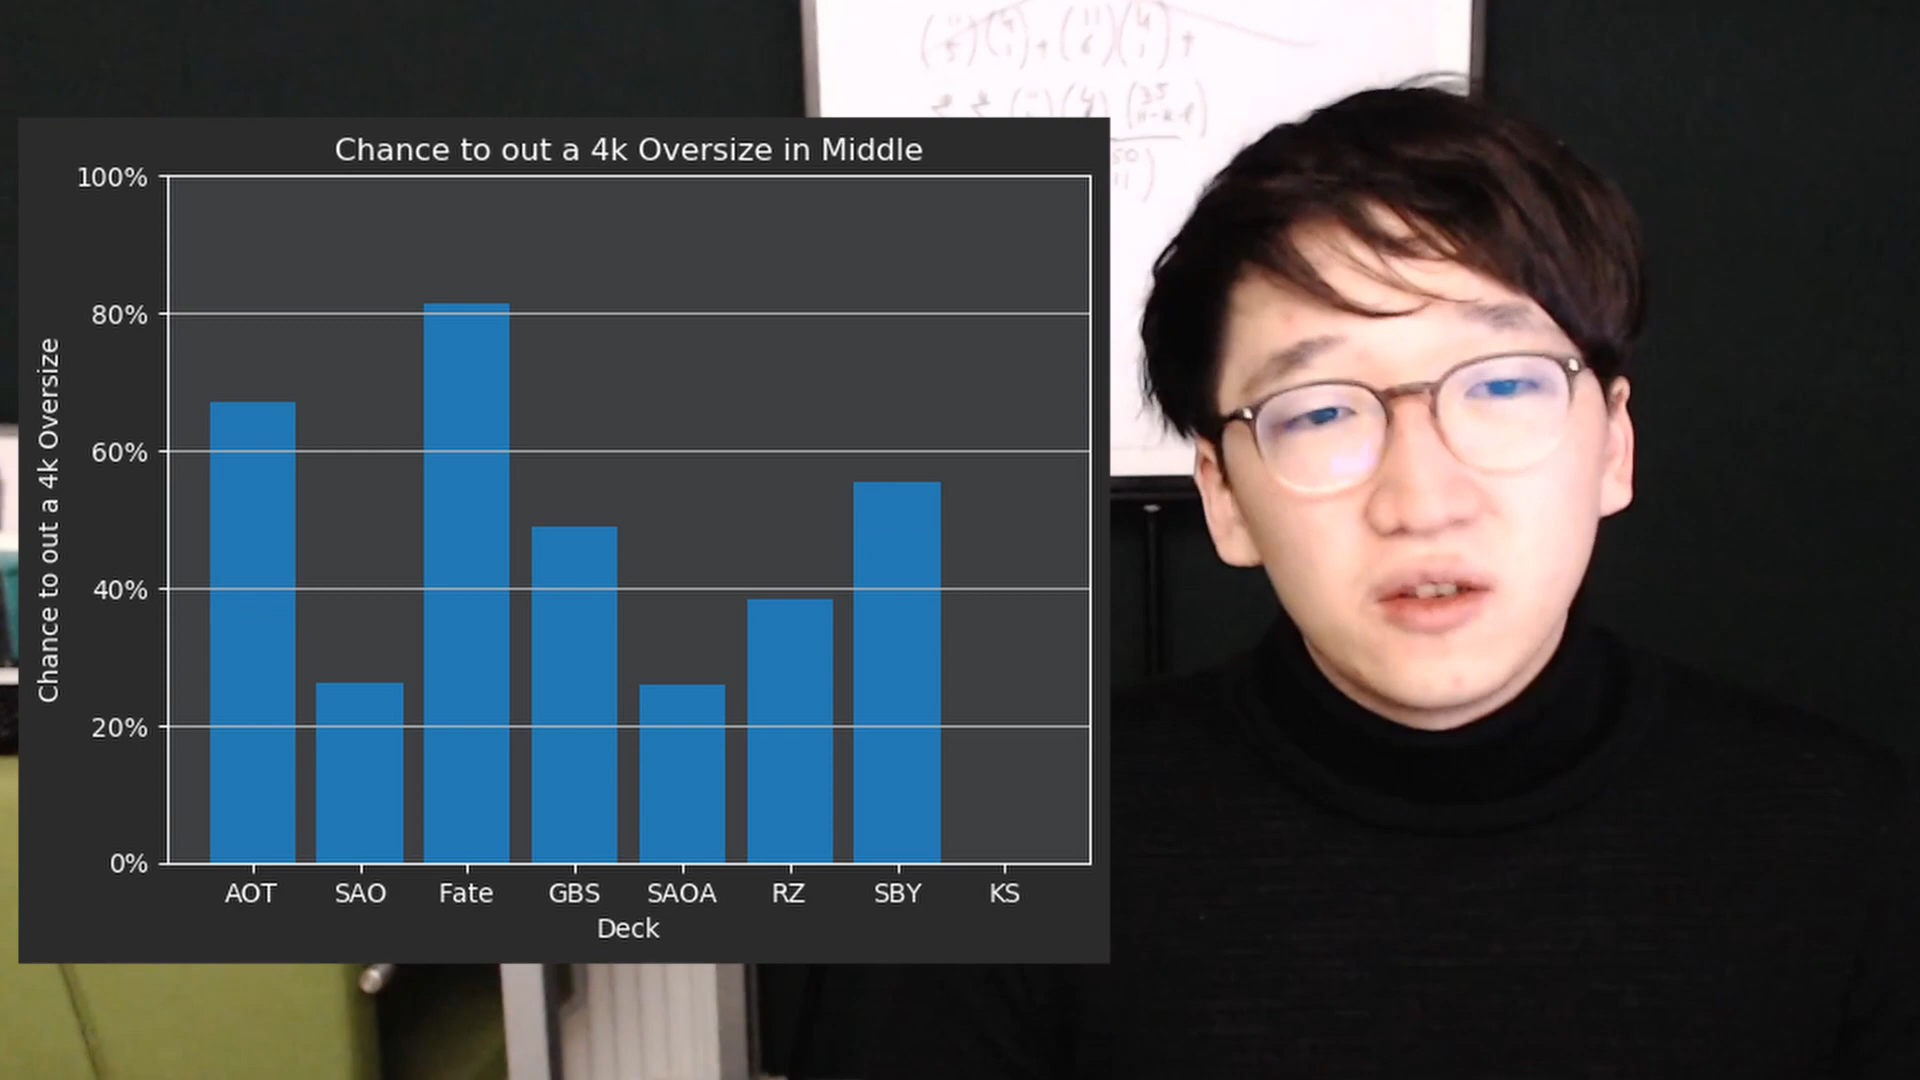 Chance to out a 4k Oversize in Middle
Chance to out a 4k Oversize
100%
80%
60%
40%
20%
0%
AOT SAO Fate GBS SAOA RZ SBY KS
Deck